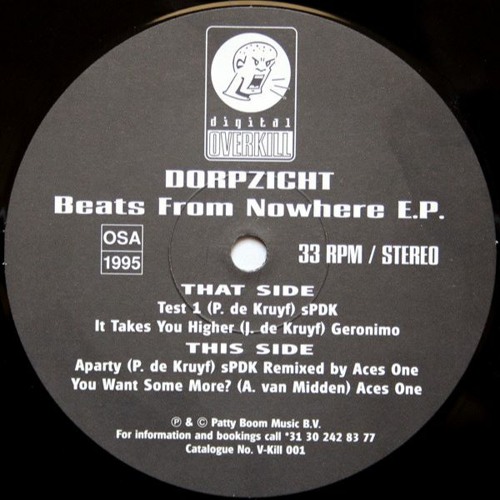 digital
OVERKILL
DORPZICHT
Beats From Nowhere E.P.
OSA
1995
33 RPM / STEREO
THAT SIDE
Test 1 (P. de Kruyf) sPDK
It Takes You Higher (J. de Kruyf) Geronimo
THIS SIDE
Aparty (P. de Kruyf) sPDK Remixed by Aces One
You Want Some More? (A. van Midden) Aces One
℗ & © Patty Boom Music B.V.
For information and bookings call *31 30 242 83 77
Catalogue No. V-Kill 001